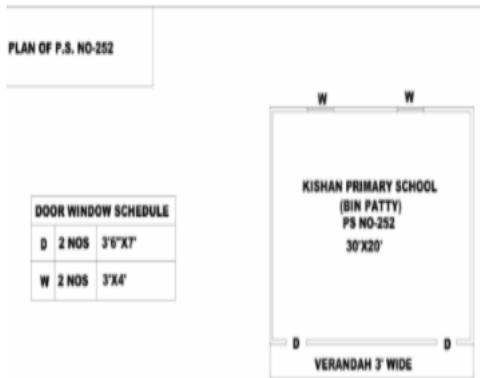 PLAN OF P.S. NO-252
W W
KISHAN PRIMARY SCHOOL
(BIN PATTY)
PS NO-252
30'X20'
DOOR WINDOW SCHEDULE
D 2 NOS 3'6"X7'
W 2 NOS 3'X4'
D D
VERANDAH 3' WIDE